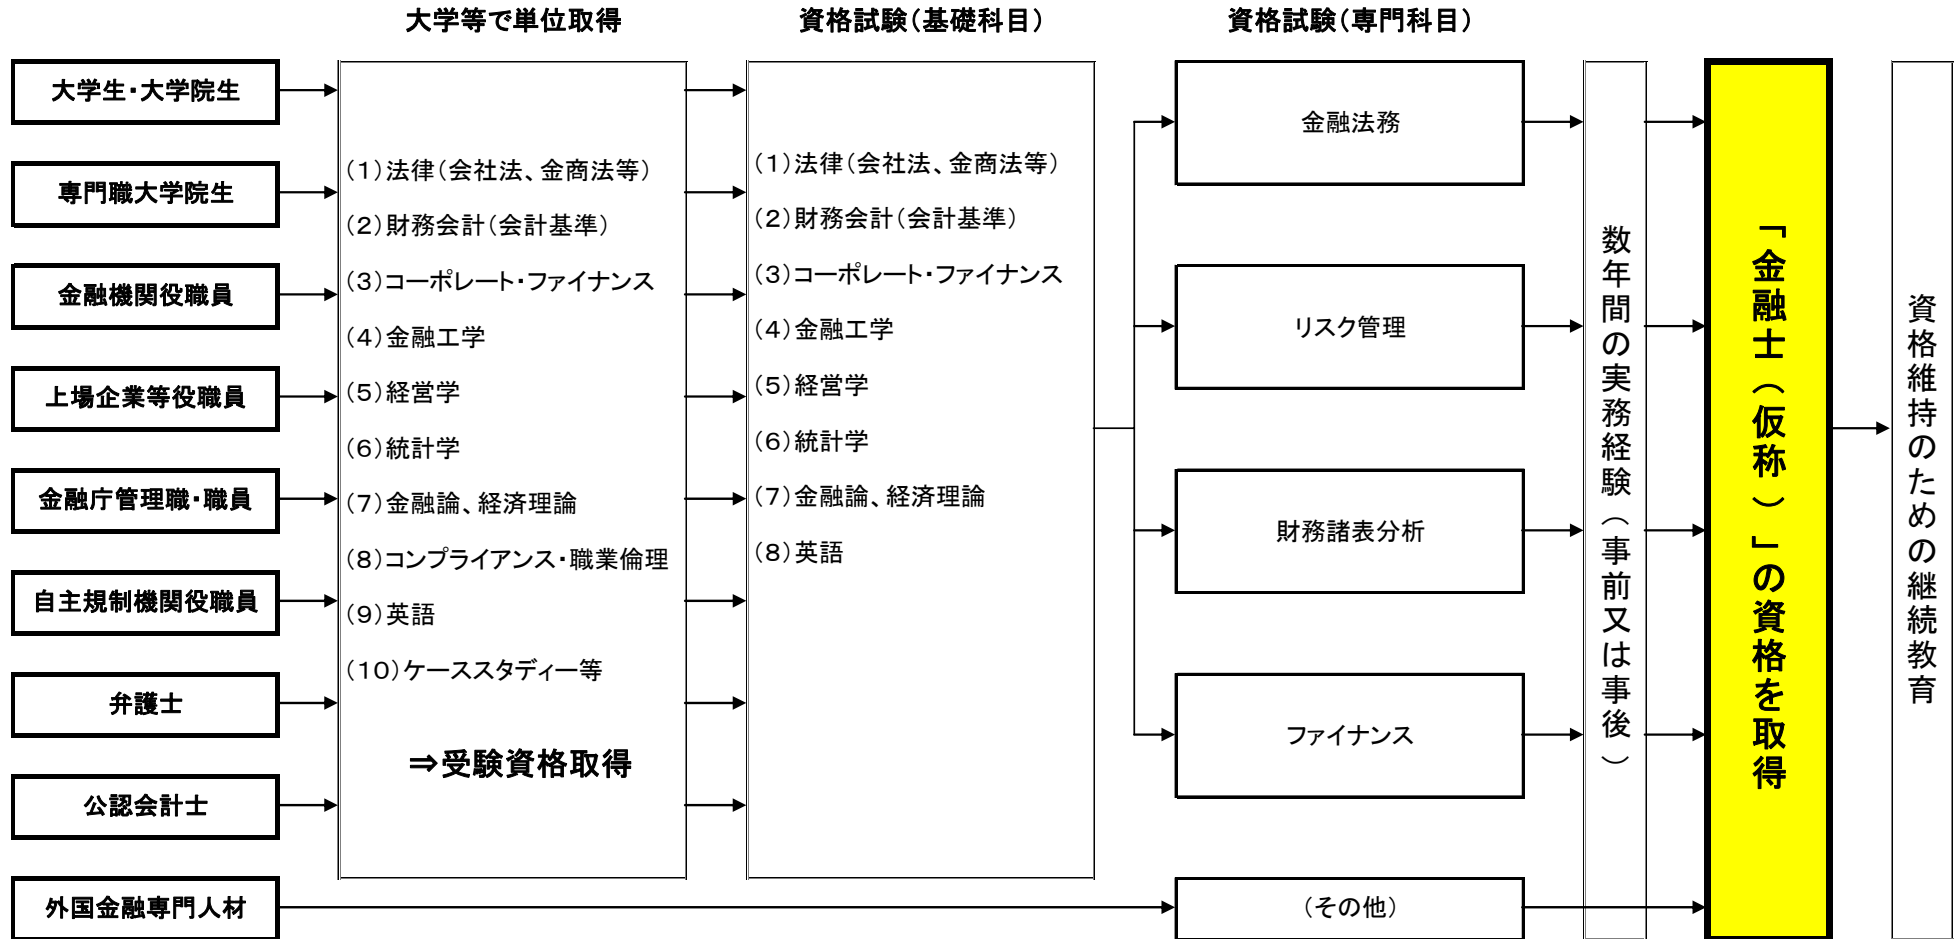 大学等で単位取得
資格試験（基礎科目）
資格試験（専門科目）
大学生・大学院生
専門職大学院生
金融機関役職員
上場企業等役職員
金融庁管理職・職員
自主規制機関役職員
弁護士
公認会計士
外国金融専門人材
（１）法律（会社法、金商法等）
（２）財務会計（会計基準）
（３）コーポレート・ファイナンス
（４）金融工学
（５）経営学
（６）統計学
（７）金融論、経済理論
（８）コンプライアンス・職業倫理
（９）英語
（１０）ケーススタディー等
⇒受験資格取得
（１）法律（会社法、金商法等）
（２）財務会計（会計基準）
（３）コーポレート・ファイナンス
（４）金融工学
（５）経営学
（６）統計学
（７）金融論、経済理論
（８）英語
金融法務
リスク管理
財務諸表分析
ファイナンス
（その他）
数年間の実務経験（事前又は事後）
「金融士（仮称）」の資格を取得
資格維持のための継続教育